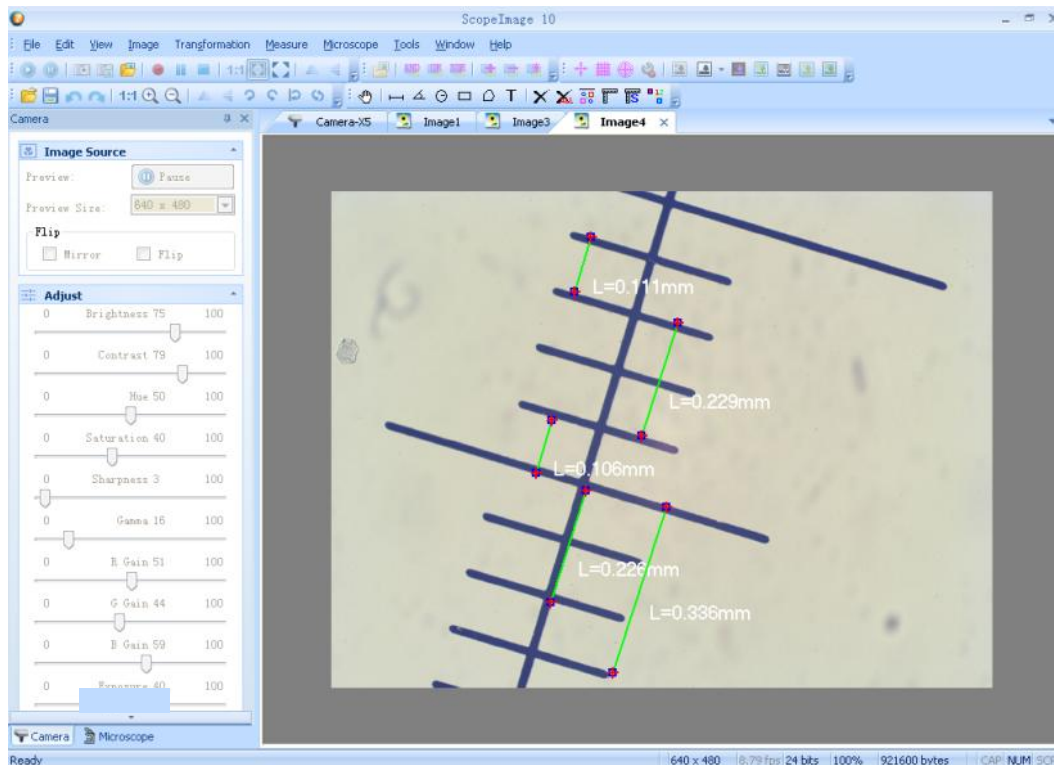 ScopeImage 10
File Edit View Image Transformation Measure Microscope Tools Window Help
1:1
1:1 T
Camera Camera-X5 Image1 Image3 Image4
Image Source
Preview: Pause
Preview Size: 640 x 480
Flip
Mirror Flip
Adjust
0 Brightness 75 100
0 Contrast 79 100
0 Hue 50 100
0 Saturation 40 100
0 Sharpness 3 100
0 Gamma 16 100
0 R Gain 51 100
0 G Gain 44 100
0 B Gain 59 100
0 Exposure 40 100
L=0.111mm
L=0.229mm
L=0.106mm
L=0.226mm
L=0.336mm
Camera Microscope
Ready 640 x 480 8.79 fps 24 bits 100% 921600 bytes CAP NUM